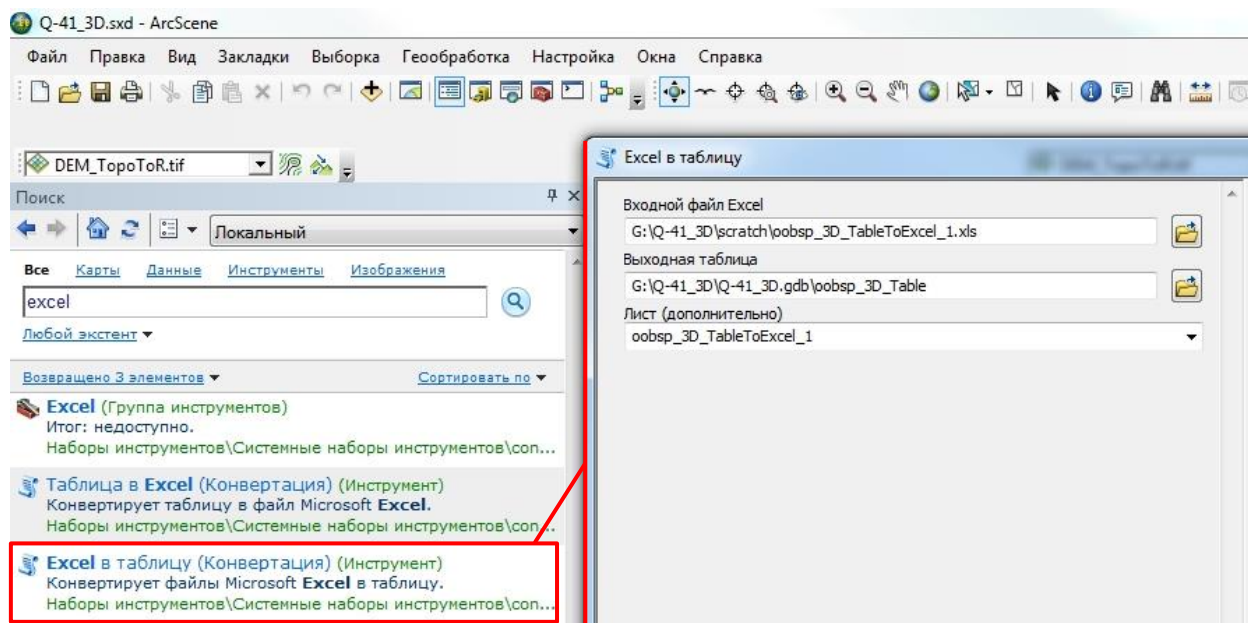 Q-41_3D.sxd - ArcScene
Файл Правка Вид Закладки Выборка Геообработка Настройка Окна Справка
DEM_TopoToR.tif
Поиск
Локальный
Все Карты Данные Инструменты Изображения
excel
Любой экстент
Возвращено 3 элементов Сортировать по
Excel (Группа инструментов)
Итог: недоступно.
Наборы инструментов\Системные наборы инструментов\con...
Таблица в Excel (Конвертация) (Инструмент)
Конвертирует таблицу в файл Microsoft Excel.
Наборы инструментов\Системные наборы инструментов\con...
Excel в таблицу (Конвертация) (Инструмент)
Конвертирует файлы Microsoft Excel в таблицу.
Наборы инструментов\Системные наборы инструментов\con...
Excel в таблицу
Входной файл Excel
G:\Q-41_3D\scratch\oobsp_3D_TableToExcel_1.xls
Выходная таблица
G:\Q-41_3D\Q-41_3D.gdb\oobsp_3D_Table
Лист (дополнительно)
oobsp_3D_TableToExcel_1